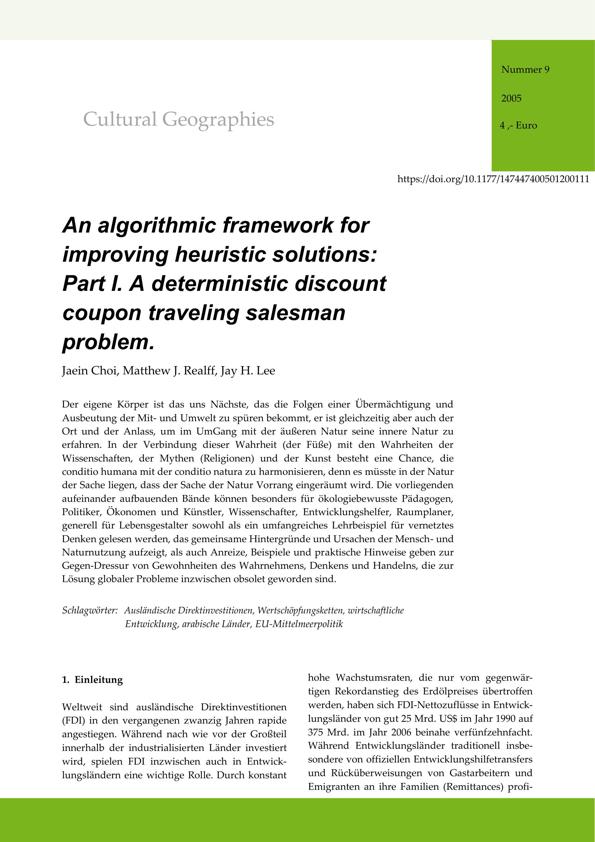 Nummer 9
2005
4 ,- Euro
Cultural Geographies
https://doi.org/10.1177/147447400501200111
An algorithmic framework for
improving heuristic solutions:
Part I. A deterministic discount
coupon traveling salesman
problem.
Jaein Choi, Matthew J. Realff, Jay H. Lee
Der eigene Körper ist das uns Nächste, das die Folgen einer Übermächtigung und
Ausbeutung der Mit- und Umwelt zu spüren bekommt, er ist gleichzeitig aber auch der
Ort und der Anlass, um im UmGang mit der äußeren Natur seine innere Natur zu
erfahren. In der Verbindung dieser Wahrheit (der Füße) mit den Wahrheiten der
Wissenschaften, der Mythen (Religionen) und der Kunst besteht eine Chance, die
conditio humana mit der conditio natura zu harmonisieren, denn es müsste in der Natur
der Sache liegen, dass der Sache der Natur Vorrang eingeräumt wird. Die vorliegenden
aufeinander aufbauenden Bände können besonders für ökologiebewusste Pädagogen,
Politiker, Ökonomen und Künstler, Wissenschafter, Entwicklungshelfer, Raumplaner,
generell für Lebensgestalter sowohl als ein umfangreiches Lehrbeispiel für vernetztes
Denken gelesen werden, das gemeinsame Hintergründe und Ursachen der Mensch- und
Naturnutzung aufzeigt, als auch Anreize, Beispiele und praktische Hinweise geben zur
Gegen-Dressur von Gewohnheiten des Wahrnehmens, Denkens und Handelns, die zur
Lösung globaler Probleme inzwischen obsolet geworden sind.
Schlagwörter: Ausländische Direktinvestitionen, Wertschöpfungsketten, wirtschaftliche
Entwicklung, arabische Länder, EU-Mittelmeerpolitik
1. Einleitung
Weltweit sind ausländische Direktinvestitionen
(FDI) in den vergangenen zwanzig Jahren rapide
angestiegen. Während nach wie vor der Großteil
innerhalb der industrialisierten Länder investiert
wird, spielen FDI inzwischen auch in Entwick-
lungsländern eine wichtige Rolle. Durch konstant
hohe Wachstumsraten, die nur vom gegenwär-
tigen Rekordanstieg des Erdölpreises übertroffen
werden, haben sich FDI-Nettozuflüsse in Entwick-
lungsländer von gut 25 Mrd. US$ im Jahr 1990 auf
375 Mrd. im Jahr 2006 beinahe verfünfzehnfacht.
Während Entwicklungsländer traditionell insbe-
sondere von offiziellen Entwicklungshilfetransfers
und Rücküberweisungen von Gastarbeitern und
Emigranten an ihre Familien (Remittances) profi-